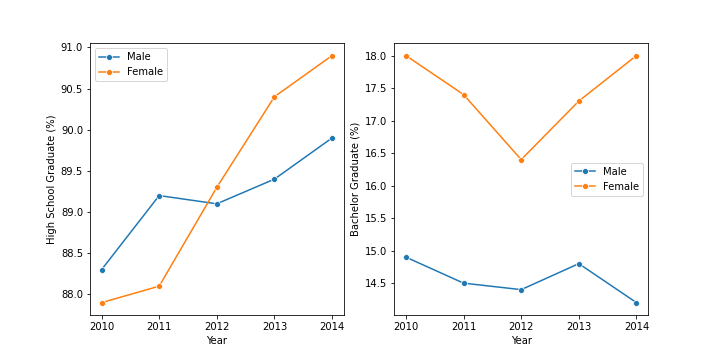 High School Graduate (%)
91.0
90.5
90.0
89.5
89.0
88.5
88.0
Male
Female
2010 2011 2012 2013 2014
Year
Bachelor Graduate (%)
18.0
17.5
17.0
16.5
16.0
15.5
15.0
14.5
Male
Female
2010 2011 2012 2013 2014
Year